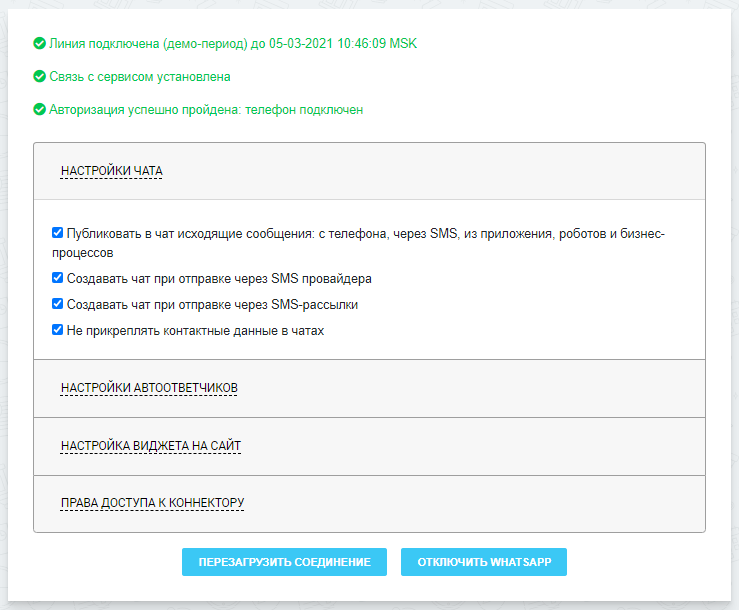 Линия подключена (демо-период) до 05-03-2021 10:46:09 MSK
Связь с сервисом установлена
Авторизация успешно пройдена: телефон подключен
НАСТРОЙКИ ЧАТА
Публиковать в чат исходящие сообщения: с телефона, через SMS, из приложения, роботов и бизнес-
процессов
Создавать чат при отправке через SMS провайдера
Создавать чат при отправке через SMS-рассылки
Не прикреплять контактные данные в чатах
НАСТРОЙКИ АВТООТВЕТЧИКОВ
НАСТРОЙКА ВИДЖЕТА НА САЙТ
ПРАВА ДОСТУПА К КОННЕКТОРУ
ПЕРЕЗАГРУЗИТЬ СОЕДИНЕНИЕ
ОТКЛЮЧИТЬ WHATSAPP